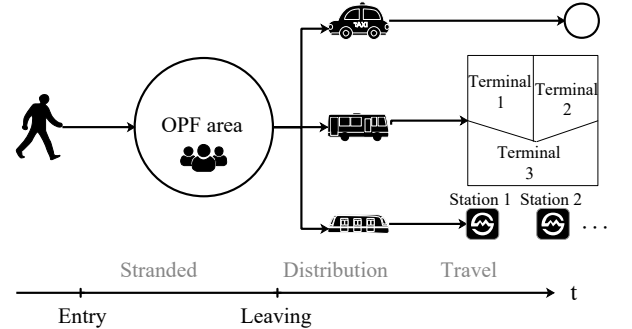 TAXI
OPF area
Terminal
1
Terminal
2
Terminal
3
Station 1
Station 2
...
Stranded
Distribution
Travel
t
Entry
Leaving